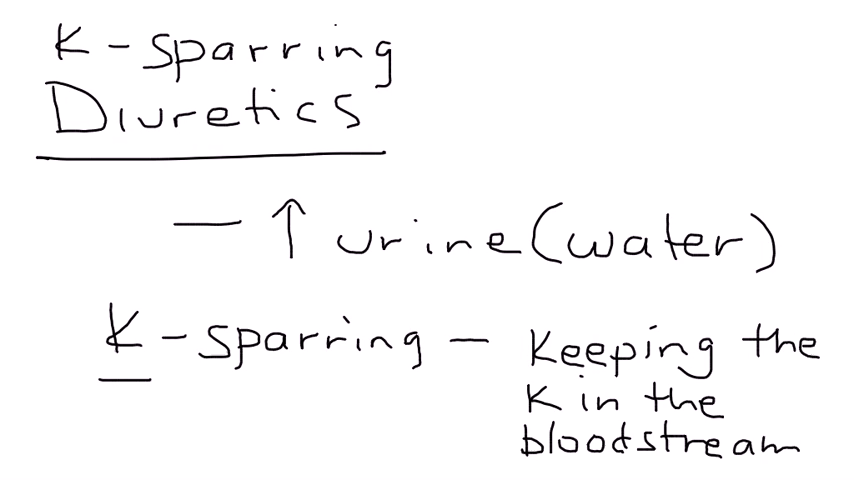 K-sparring
Diuretics
— ↑ urine (water)
K-sparring — Keeping the
K in the
bloodstream